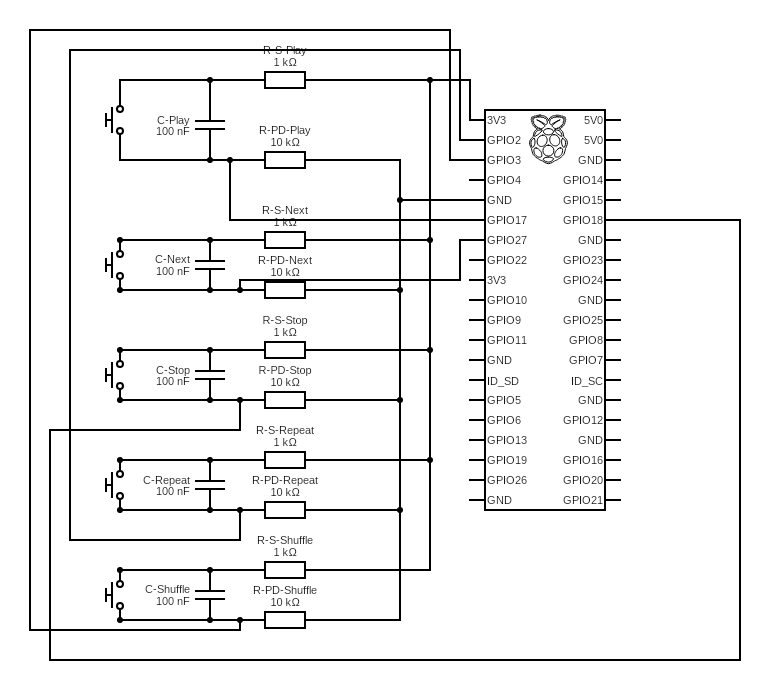 R-S-Play
1 kΩ
C-Play
100 nF
R-PD-Play
10 kΩ
R-S-Next
1 kΩ
C-Next
100 nF
R-PD-Next
10 kΩ
R-S-Stop
1 kΩ
C-Stop
100 nF
R-PD-Stop
10 kΩ
R-S-Repeat
1 kΩ
C-Repeat
100 nF
R-PD-Repeat
10 kΩ
R-S-Shuffle
1 kΩ
C-Shuffle
100 nF
R-PD-Shuffle
10 kΩ
3V3 5V0
GPIO2 5V0
GPIO3 GND
GPIO4 GPIO14
GND GPIO15
GPIO17 GPIO18
GPIO27 GND
GPIO22 GPIO23
3V3 GPIO24
GPIO10 GND
GPIO9 GPIO25
GPIO11 GPIO8
GND GPIO7
ID_SD ID_SC
GPIO5 GND
GPIO6 GPIO12
GPIO13 GND
GPIO19 GPIO16
GPIO26 GPIO20
GND GPIO21